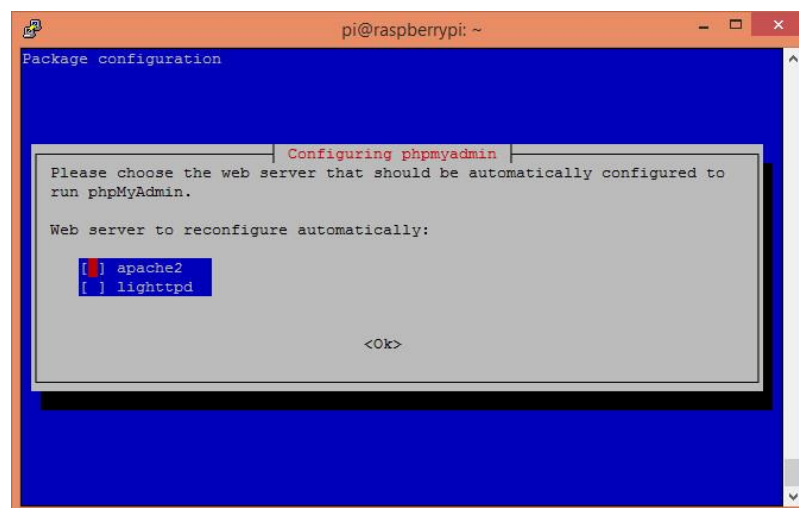 pi@raspberrypi: ~
Package configuration
Configuring phpmyadmin
Please choose the web server that should be automatically configured to
run phpMyAdmin.
Web server to reconfigure automatically:
[ ] apache2
[ ] lighttpd
<Ok>